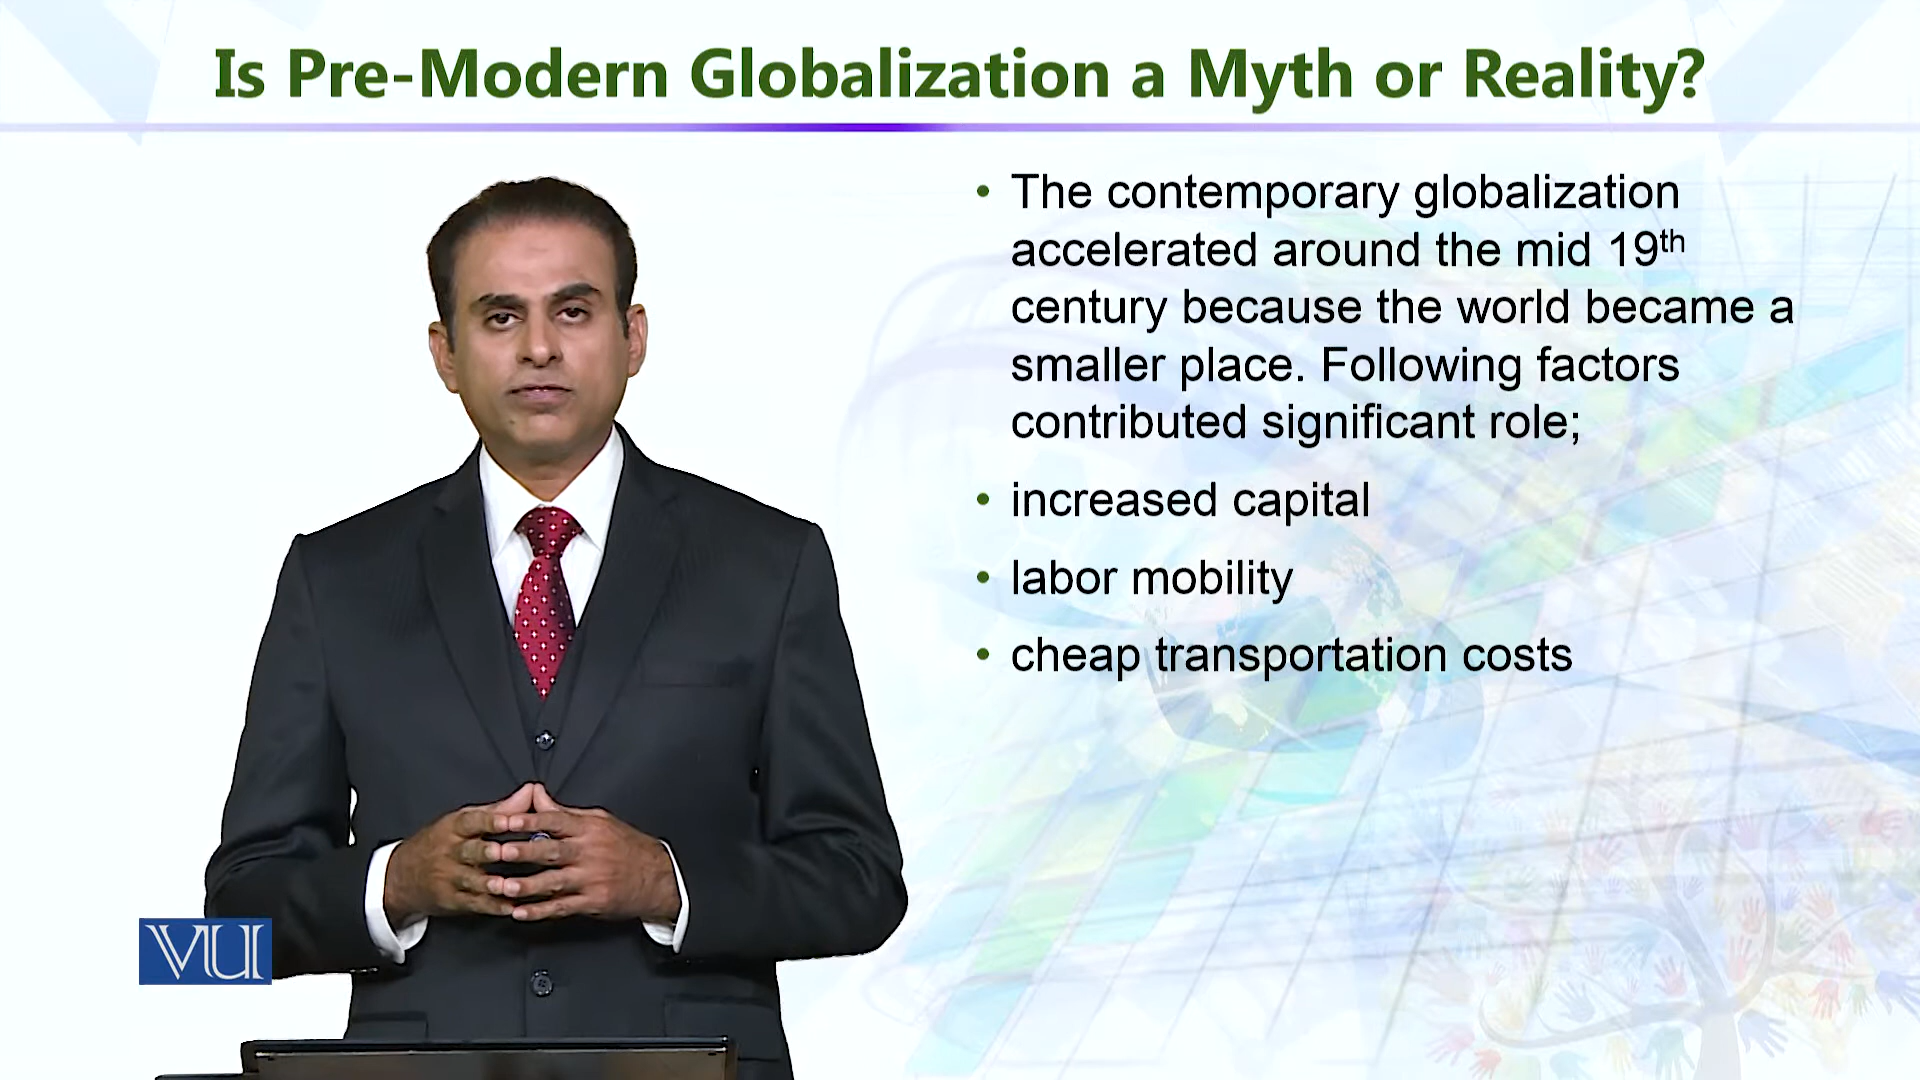 Is Pre-Modern Globalization a Myth or Reality?
• The contemporary globalization
accelerated around the mid 19th
century because the world became a
smaller place. Following factors
contributed significant role;
• increased capital
• labor mobility
• cheap transportation costs
VU